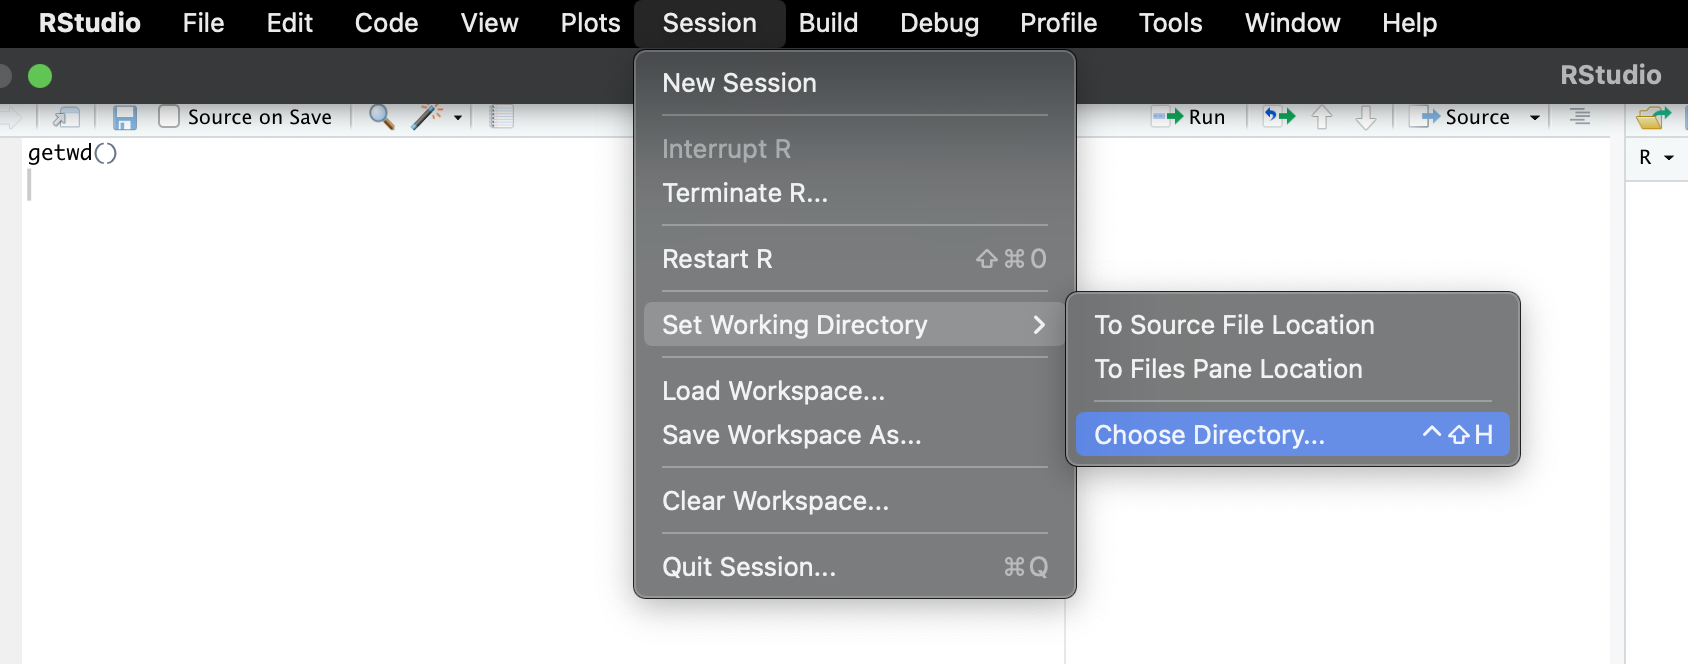 RStudio File Edit Code View Plots Session Build Debug Profile Tools Window Help
RStudio
Source on Save Run Source
R
getwd()
New Session
Interrupt R
Terminate R...
Restart R ⇧⌘0
Set Working Directory >
To Source File Location
To Files Pane Location
Choose Directory... ^⇧H
Load Workspace...
Save Workspace As...
Clear Workspace...
Quit Session... ⌘Q